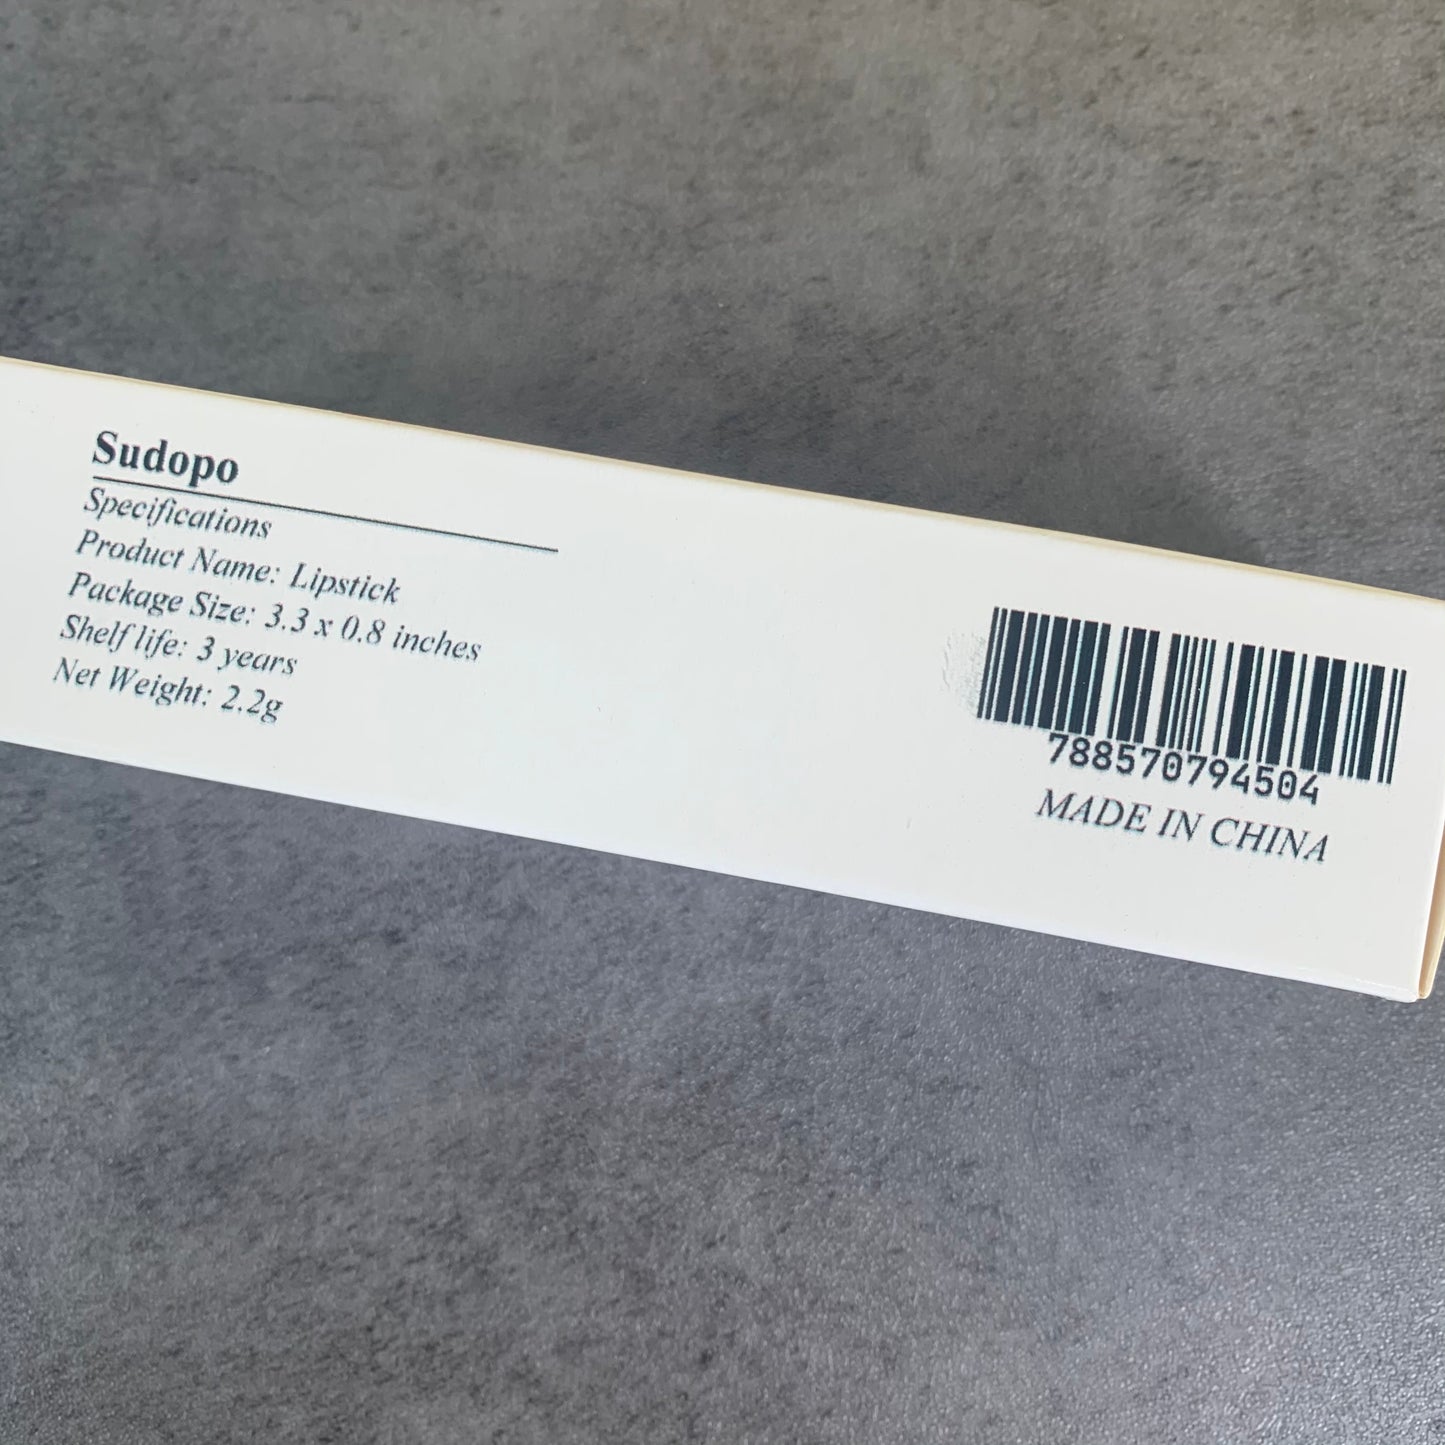 Sudopo
Specifications
Product Name: Lipstick
Package Size: 3.3 x 0.8 inches
Shelf life: 3 years
Net Weight: 2.2g
788570794504
MADE IN CHINA